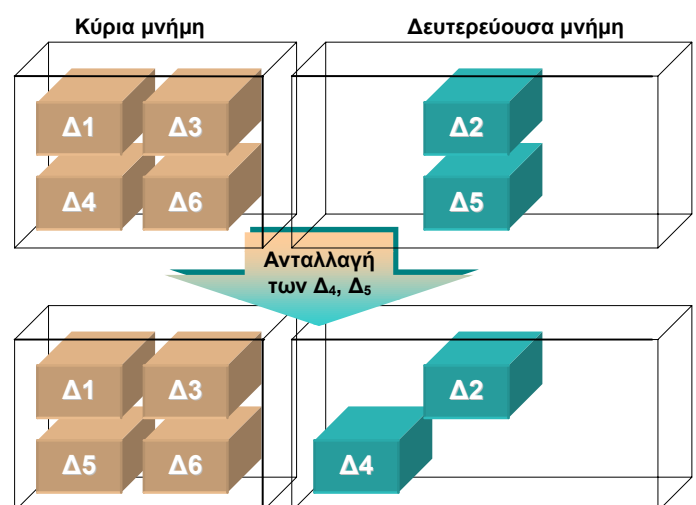 Κύρια μνήμη
Δευτερεύουσα μνήμη
Δ1 Δ3 Δ2
Δ4 Δ6 Δ5
Ανταλλαγή
των Δ₄, Δ₅
Δ1 Δ3 Δ2
Δ5 Δ6 Δ4